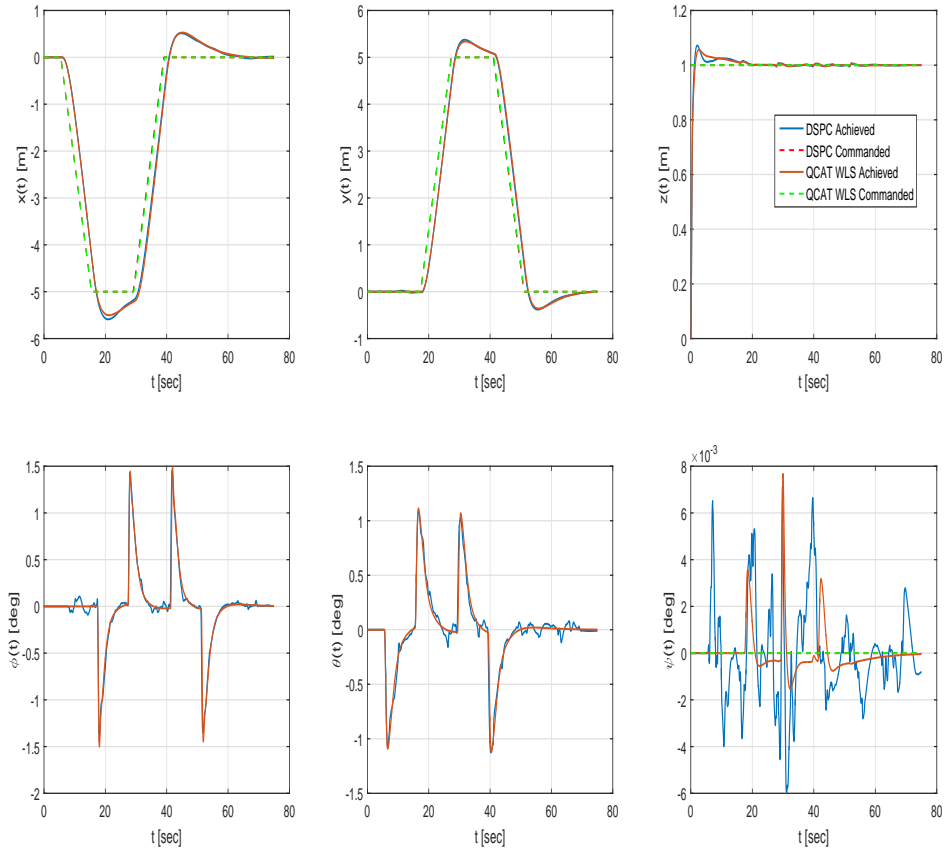 1
0
-1
-2
-3
-4
-5
-6
x(t) [m]
0 20 40 60 80
t [sec]
6
5
4
3
2
1
0
-1
y(t) [m]
0 20 40 60 80
t [sec]
1.2
1
0.8
0.6
0.4
0.2
0
z(t) [m]
0 20 40 60 80
t [sec]
DSPC Achieved
DSPC Commanded
QCAT WLS Achieved
QCAT WLS Commanded
1.5
1
0.5
0
-0.5
-1
-1.5
-2
ϕ(t) [deg]
0 20 40 60 80
t [sec]
1.5
1
0.5
0
-0.5
-1
-1.5
θ(t) [deg]
0 20 40 60 80
t [sec]
×10⁻³
8
6
4
2
0
-2
-4
-6
ψ(t) [deg]
0 20 40 60 80
t [sec]